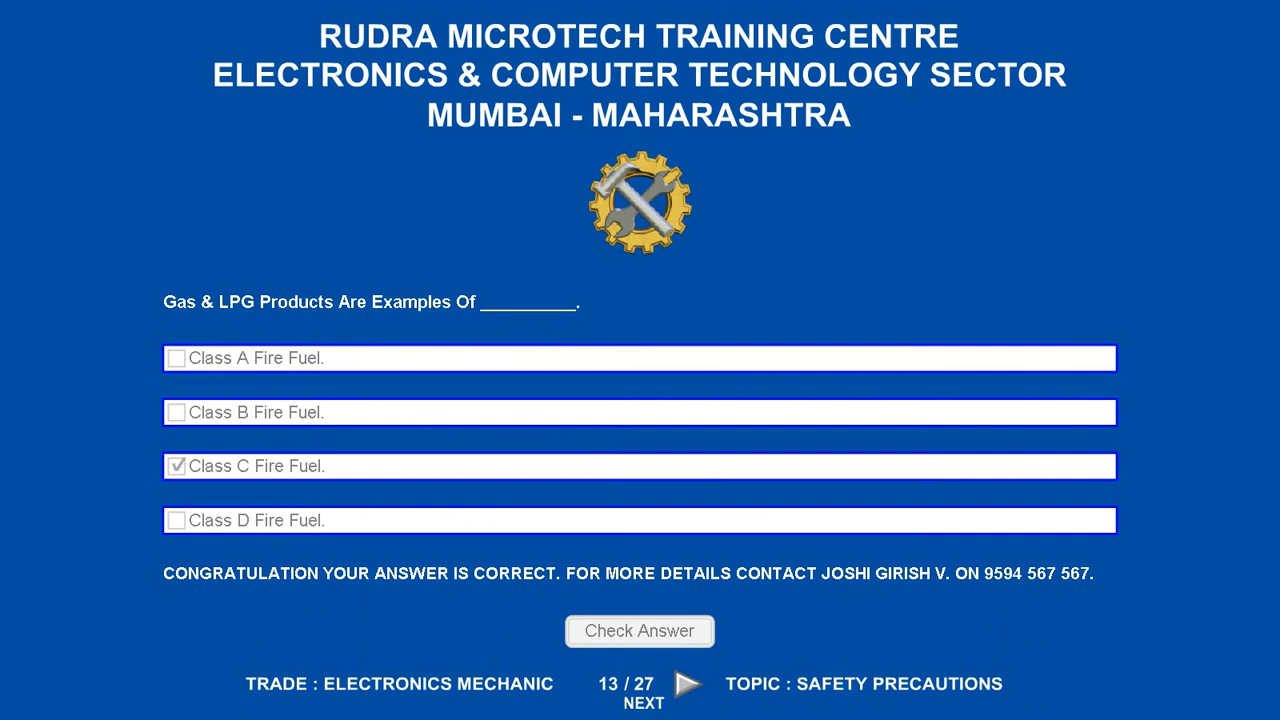 RUDRA MICROTECH TRAINING CENTRE
ELECTRONICS & COMPUTER TECHNOLOGY SECTOR
MUMBAI - MAHARASHTRA
Gas & LPG Products Are Examples Of __________.
Class A Fire Fuel.
Class B Fire Fuel.
Class C Fire Fuel.
Class D Fire Fuel.
CONGRATULATION YOUR ANSWER IS CORRECT. FOR MORE DETAILS CONTACT JOSHI GIRISH V. ON 9594 567 567.
Check Answer
TRADE : ELECTRONICS MECHANIC 13 / 27 TOPIC : SAFETY PRECAUTIONS
NEXT